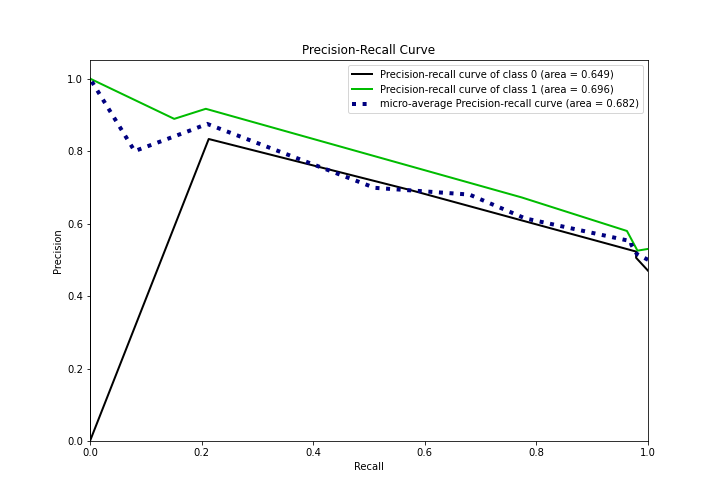 Precision-Recall Curve
Precision-recall curve of class 0 (area = 0.649)
Precision-recall curve of class 1 (area = 0.696)
micro-average Precision-recall curve (area = 0.682)
1.0
0.8
0.6
0.4
0.2
0.0
Precision
0.0 0.2 0.4 0.6 0.8 1.0
Recall